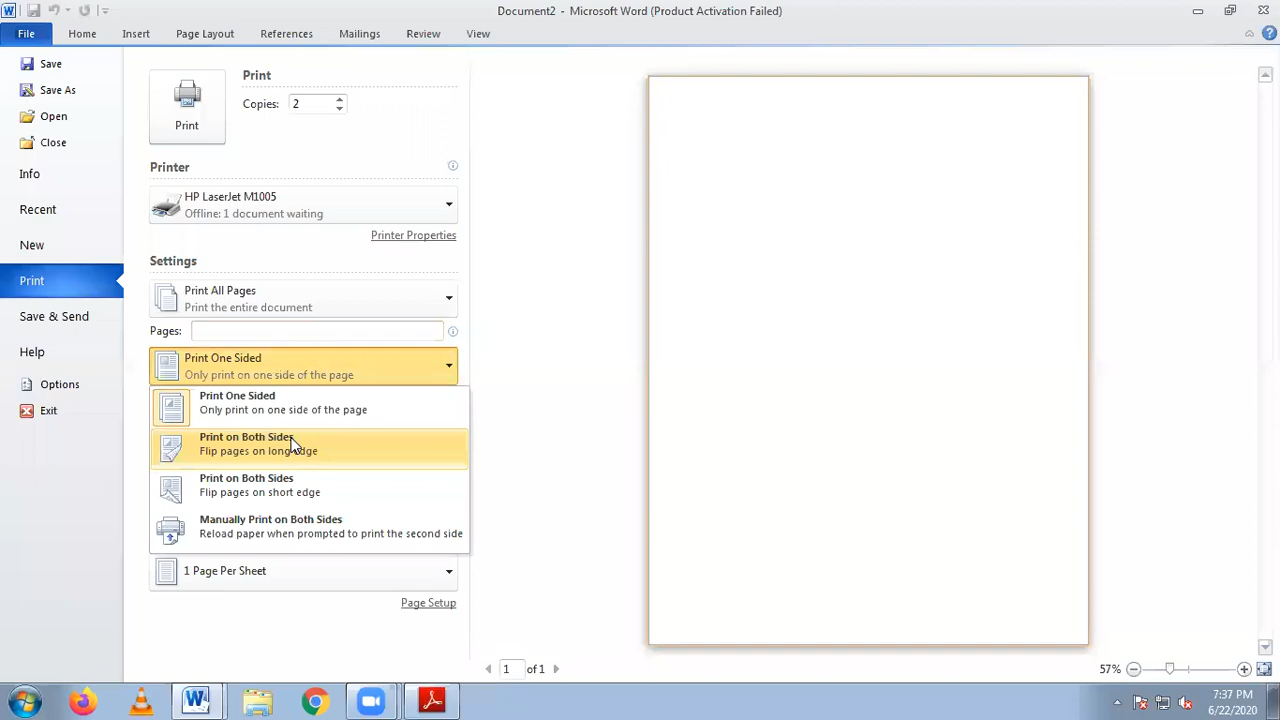 Document2 - Microsoft Word (Product Activation Failed)
File Home Insert Page Layout References Mailings Review View
Save
Save As
Open
Close
Info
Recent
New
Print
Save & Send
Help
Options
Exit
Print
Print
Copies: 2
Printer
HP LaserJet M1005
Offline: 1 document waiting
Printer Properties
Settings
Print All Pages
Print the entire document
Pages:
Print One Sided
Only print on one side of the page
Print One Sided
Only print on one side of the page
Print on Both Sides
Flip pages on long edge
Print on Both Sides
Flip pages on short edge
Manually Print on Both Sides
Reload paper when prompted to print the second side
1 Page Per Sheet
Page Setup
1 of 1
57%
7:37 PM
6/22/2020